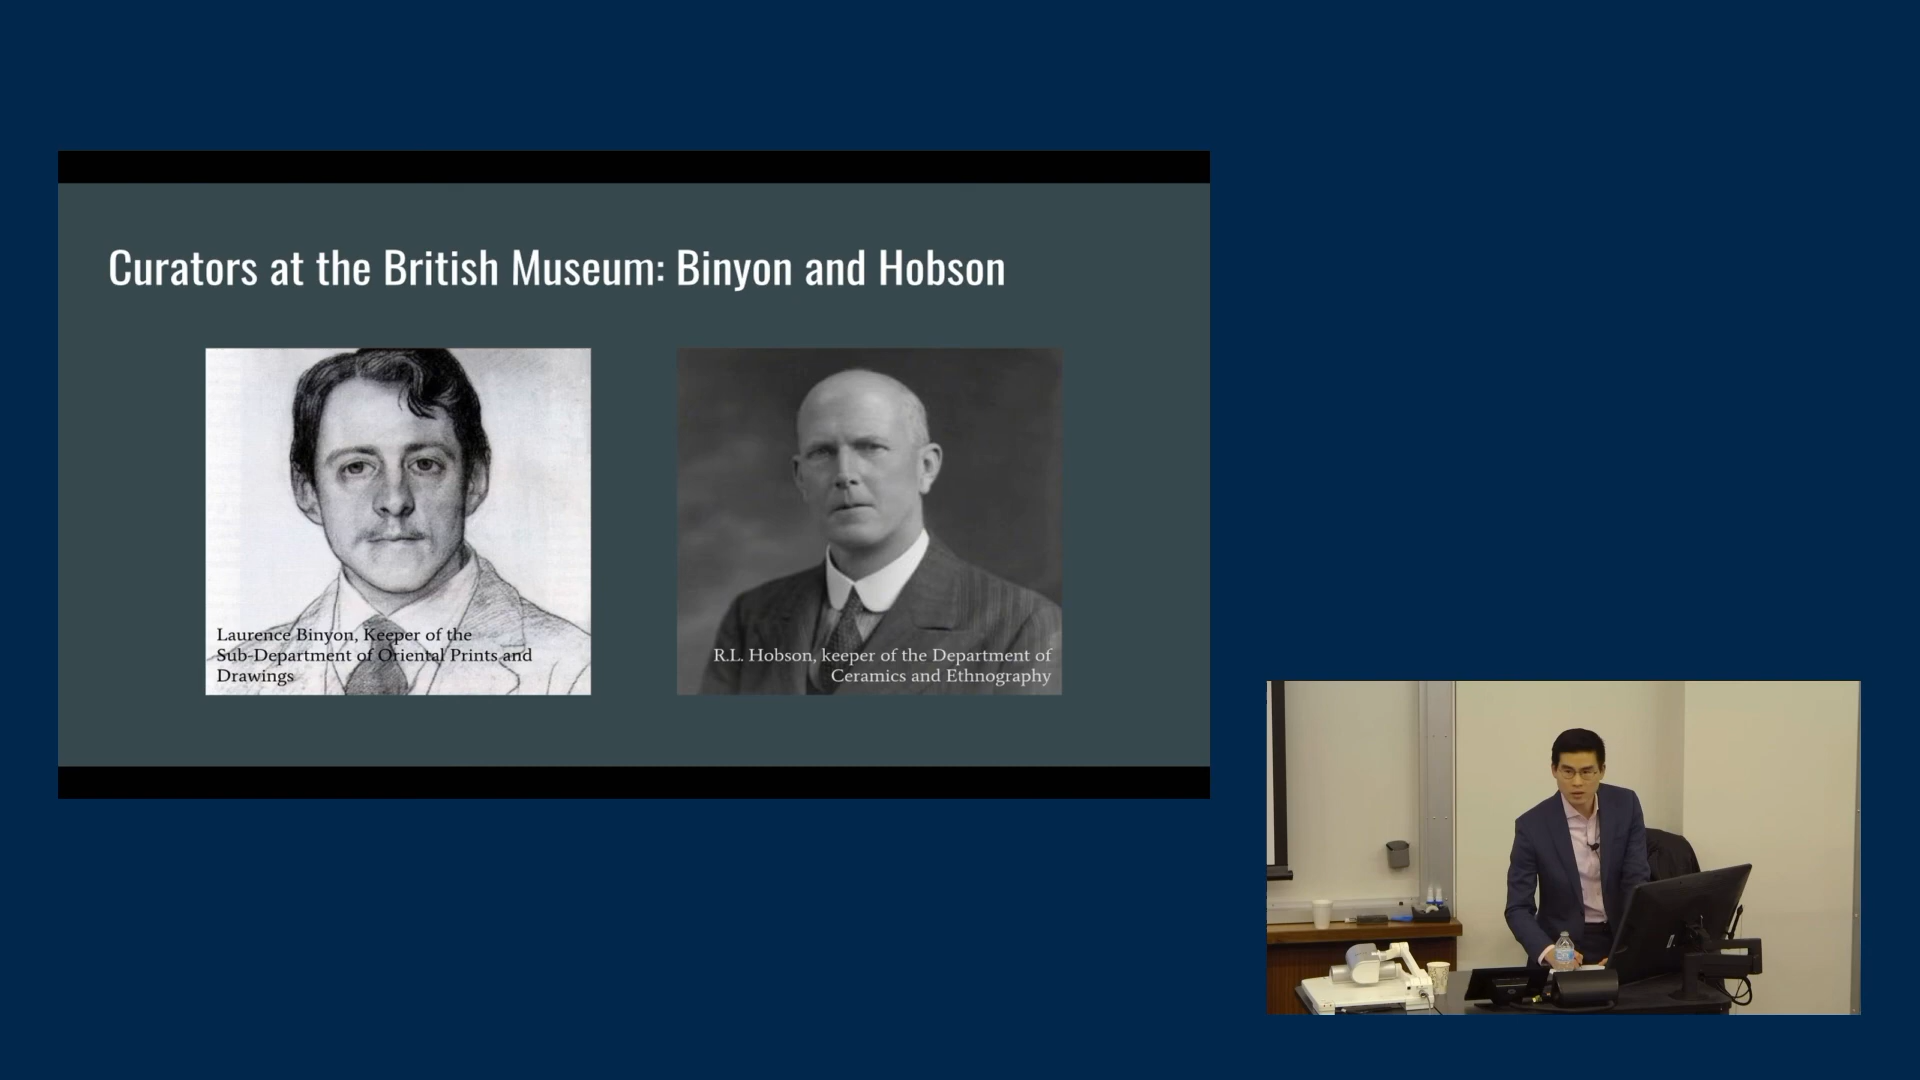 Curators at the British Museum: Binyon and Hobson
Laurence Binyon, Keeper of the
Sub-Department of Oriental Prints and
Drawings
R.L. Hobson, keeper of the Department of
Ceramics and Ethnography